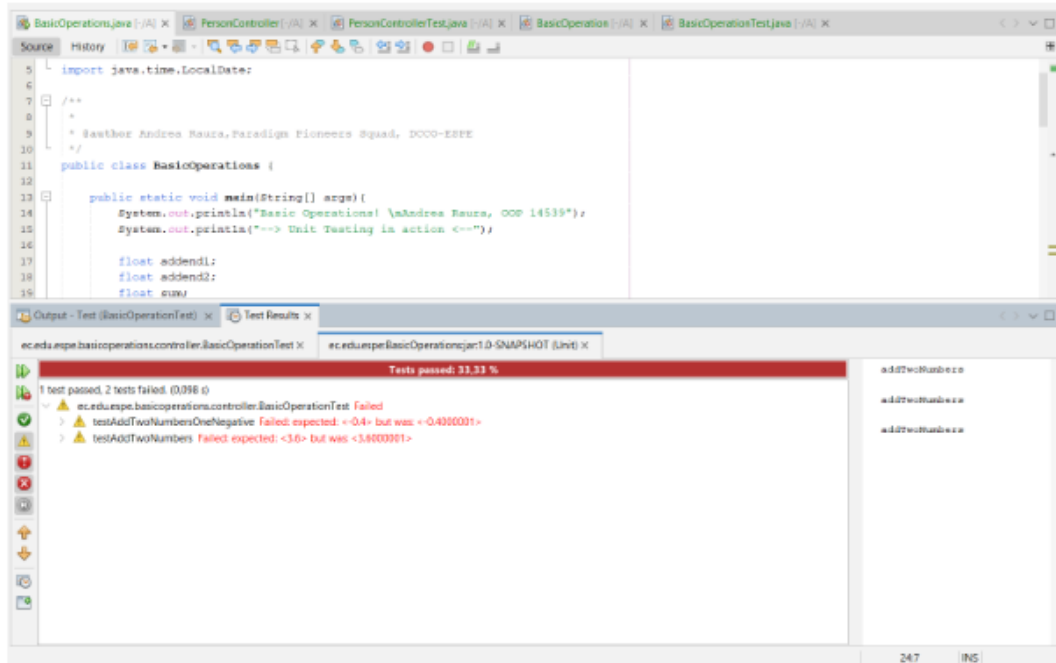 BasicOperations.java [-/A] PersonController [-/A] PersonControllerTest.java [-/A] BasicOperation [-/A] BasicOperationTest.java [-/A]
Source History
5 import java.time.LocalDate;
6
7 /**
8 *
9 * @author Andrea Raura,Paradigm Pioneers Squad, DCCO-ESPE
10 */
11 public class BasicOperations {
12
13 public static void main(String[] args){
14 System.out.println("Basic Operations! \nAndrea Raura, OOP 14539");
15 System.out.println("--> Unit Testing in action <--");
16
17 float addend1;
18 float addend2;
19 float sum;
Output - Test (BasicOperationTest) Test Results
ec.edu.espe.basicoperations.controller.BasicOperationTest ec.edu.espe:BasicOperations:jar:1.0-SNAPSHOT (Unit)
Tests passed: 33,33 %
1 test passed, 2 tests failed. (0,098 s)
ec.edu.espe.basicoperations.controller.BasicOperationTest Failed
testAddTwoNumbersOneNegative Failed: expected: <-0.4> but was: <-0.4000001>
testAddTwoNumbers Failed: expected: <3.6> but was <3.6000001>
addTwoNumbers
addTwoNumbers
addTwoNumbers
24:7 INS